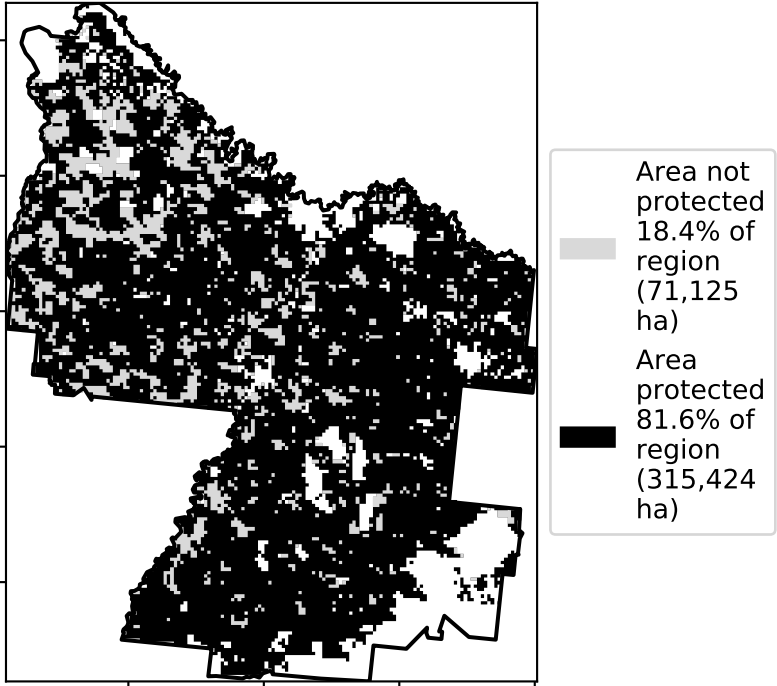 Area not
protected
18.4% of
region
(71,125
ha)
Area
protected
81.6% of
region
(315,424
ha)